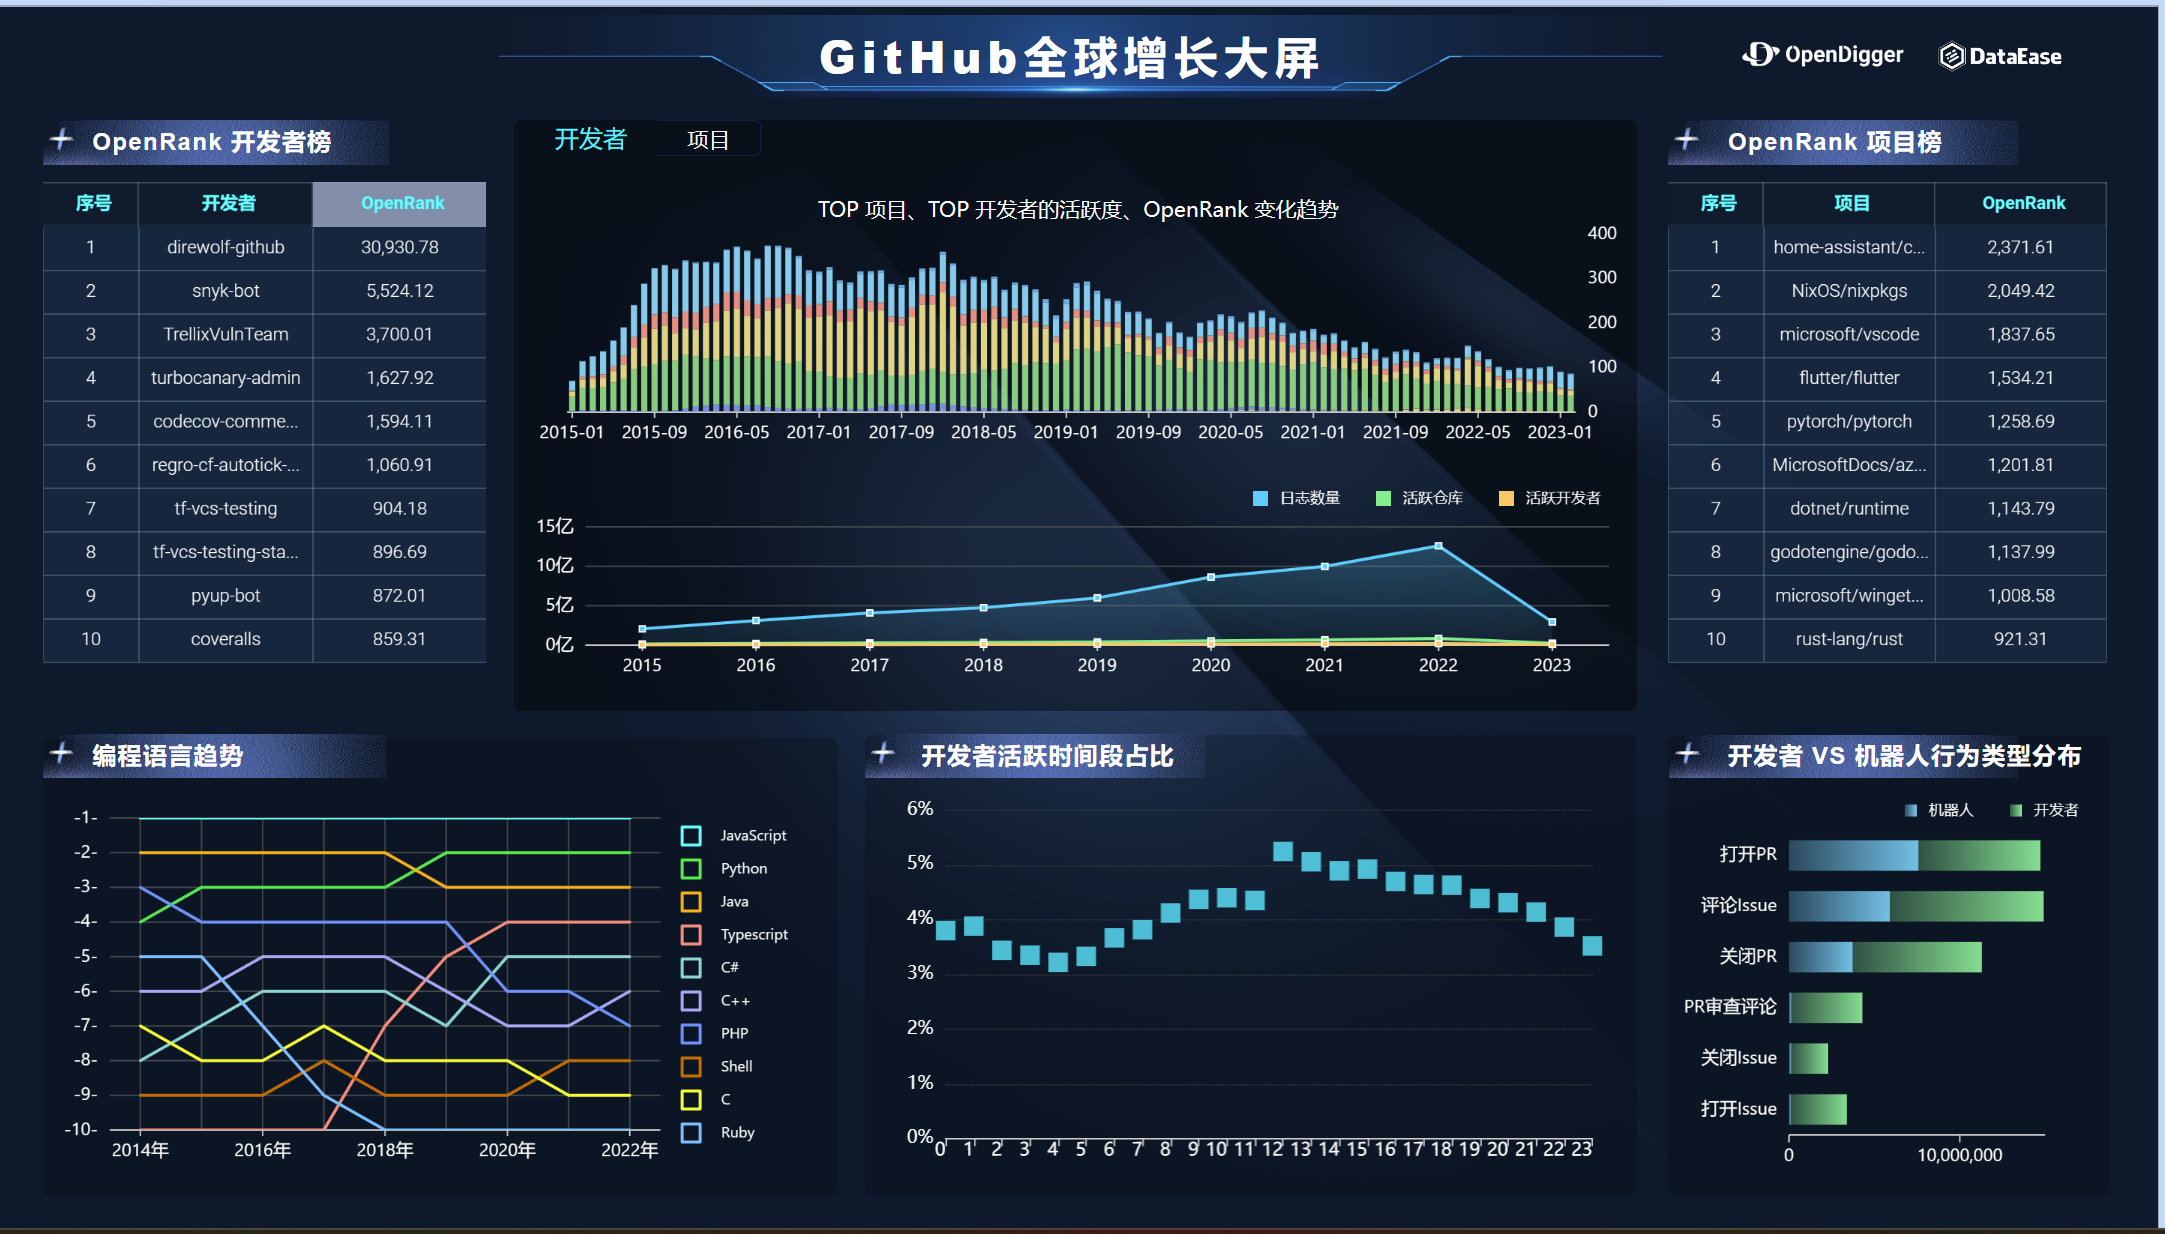 GitHub全球增长大屏
OpenDigger
DataEase
OpenRank 开发者榜
序号 开发者 OpenRank
1 direwolf-github 30,930.78
2 snyk-bot 5,524.12
3 TrellixVulnTeam 3,700.01
4 turbocanary-admin 1,627.92
5 codecov-comme... 1,594.11
6 regro-cf-autotick-... 1,060.91
7 tf-vcs-testing 904.18
8 tf-vcs-testing-sta... 896.69
9 pyup-bot 872.01
10 coveralls 859.31
开发者 项目
TOP 项目、TOP 开发者的活跃度、OpenRank 变化趋势
400
300
200
100
0
2015-01 2015-09 2016-05 2017-01 2017-09 2018-05 2019-01 2019-09 2020-05 2021-01 2021-09 2022-05 2023-01
日志数量 活跃仓库 活跃开发者
15亿
10亿
5亿
0亿
2015 2016 2017 2018 2019 2020 2021 2022 2023
OpenRank 项目榜
序号 项目 OpenRank
1 home-assistant/c... 2,371.61
2 NixOS/nixpkgs 2,049.42
3 microsoft/vscode 1,837.65
4 flutter/flutter 1,534.21
5 pytorch/pytorch 1,258.69
6 MicrosoftDocs/az... 1,201.81
7 dotnet/runtime 1,143.79
8 godotengine/godo... 1,137.99
9 microsoft/winget... 1,008.58
10 rust-lang/rust 921.31
编程语言趋势
-1-
-2-
-3-
-4-
-5-
-6-
-7-
-8-
-9-
-10-
2014年 2016年 2018年 2020年 2022年
JavaScript
Python
Java
Typescript
C#
C++
PHP
Shell
C
Ruby
开发者活跃时间段占比
6%
5%
4%
3%
2%
1%
0%
0 1 2 3 4 5 6 7 8 9 10 11 12 13 14 15 16 17 18 19 20 21 22 23
开发者 VS 机器人行为类型分布
机器人 开发者
打开PR
评论Issue
关闭PR
PR审查评论
关闭Issue
打开Issue
0 10,000,000